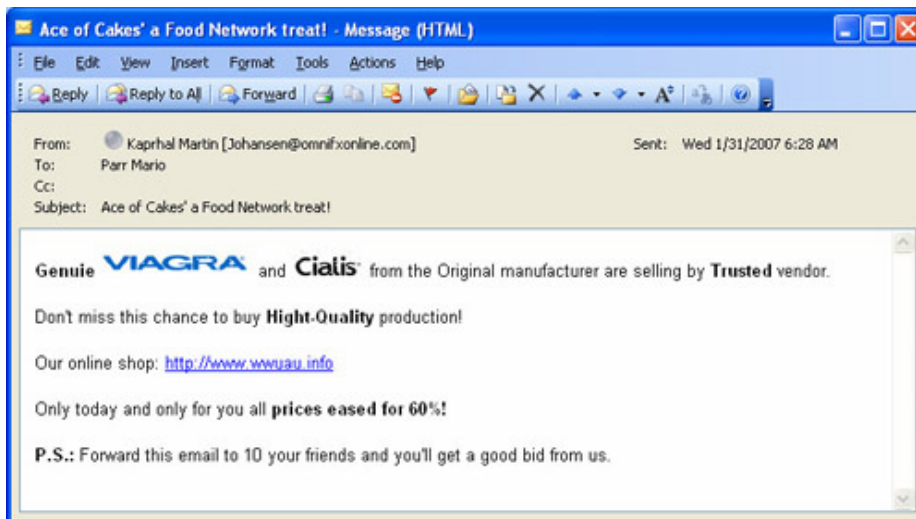 Ace of Cakes' a Food Network treat! - Message (HTML)
File Edit View Insert Format Tools Actions Help
Reply Reply to All Forward
From: Kaprhal Martin [Johansen@omnifxonline.com] Sent: Wed 1/31/2007 6:28 AM
To: Parr Mario
Cc:
Subject: Ace of Cakes' a Food Network treat!
Genuie VIAGRA and Cialis from the Original manufacturer are selling by Trusted vendor.
Don't miss this chance to buy Hight-Quality production!
Our online shop: http://www.wwuau.info
Only today and only for you all prices eased for 60%!
P.S.: Forward this email to 10 your friends and you'll get a good bid from us.